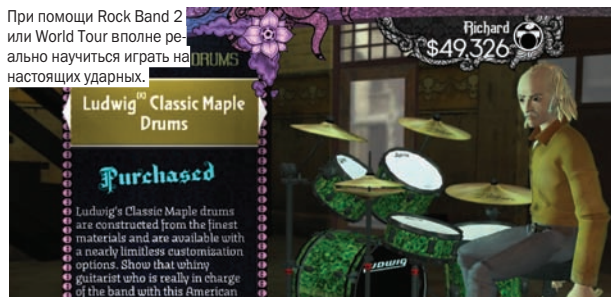 При помощи Rock Band 2
или World Tour вполне ре-
ально научиться играть на
настоящих ударных.
DRUMS
Richard
$49,326
Ludwig(R) Classic Maple
Drums
Purchased
Ludwig's Classic Maple drums
are constructed from the finest
materials and are available with
a nearly limitless customization
options. Show that whiny
guitarist who is really in charge
of the band with this American
LUDWIG